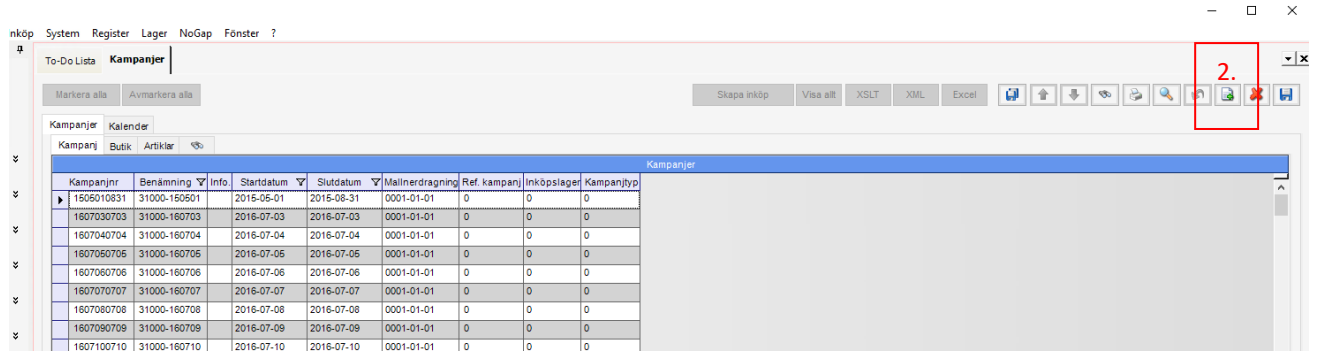 nköp System Register Lager NoGap Fönster ?
To-Do Lista Kampanjer
2.
Markera alla Avmarkera alla Skapa inköp Visa allt XSLT XML Excel
Kampanjer Kalender
Kampanj Butik Artiklar
Kampanjer
Kampanjnr Benämning Info. Startdatum Slutdatum Mallnerdragning Ref. kampanj Inköpslager Kampanjtyp
1505010831 31000-150501 2015-05-01 2015-08-31 0001-01-01 0 0 0
1607030703 31000-160703 2016-07-03 2016-07-03 0001-01-01 0 0 0
1607040704 31000-160704 2016-07-04 2016-07-04 0001-01-01 0 0 0
1607050705 31000-160705 2016-07-05 2016-07-05 0001-01-01 0 0 0
1607060706 31000-160706 2016-07-06 2016-07-06 0001-01-01 0 0 0
1607070707 31000-160707 2016-07-07 2016-07-07 0001-01-01 0 0 0
1607080708 31000-160708 2016-07-08 2016-07-08 0001-01-01 0 0 0
1607090709 31000-160709 2016-07-09 2016-07-09 0001-01-01 0 0 0
1607100710 31000-160710 2016-07-10 2016-07-10 0001-01-01 0 0 0